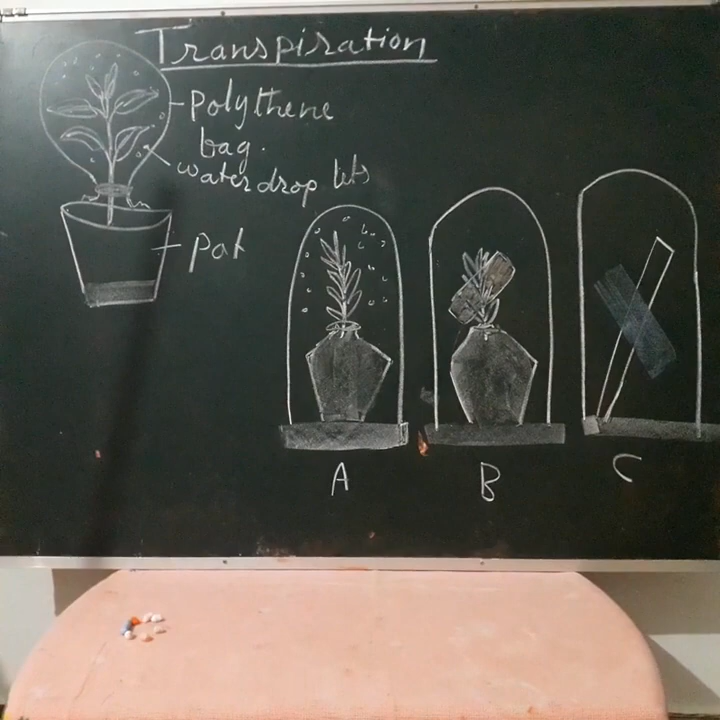 Transpiration
Polythene
bag.
water drop lets
pot
A
B
C